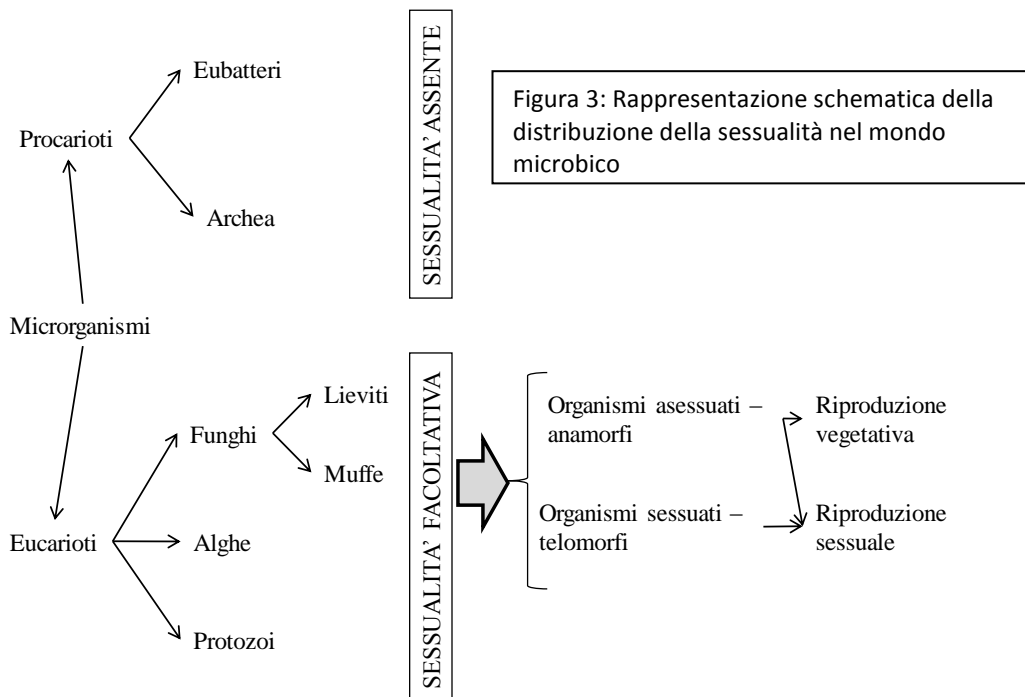 Eubatteri
Procarioti
Archea
SESSUALITA’ ASSENTE
Figura 3: Rappresentazione schematica della
distribuzione della sessualità nel mondo
microbico
Microrganismi
Eucarioti
Funghi
Lieviti
Muffe
Alghe
Protozoi
SESSUALITA’ FACOLTATIVA
Organismi asessuati –
anamorfi
Riproduzione
vegetativa
Organismi sessuati –
telomorfi
Riproduzione
sessuale